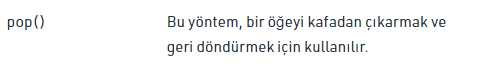 pop() Bu yöntem, bir öğeyi kafadan çıkarmak ve
geri döndürmek için kullanılır.